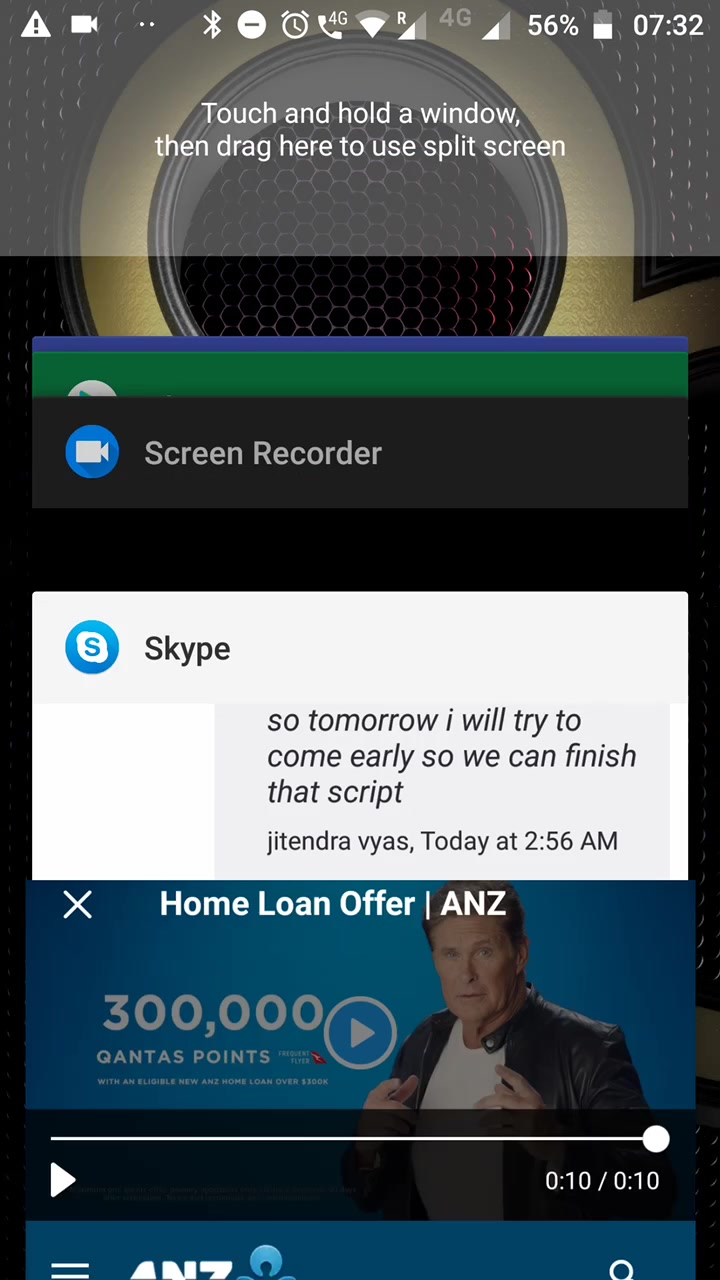 4G R 4G 56% 07:32
Touch and hold a window,
then drag here to use split screen
Screen Recorder
S Skype
so tomorrow i will try to
come early so we can finish
that script
jitendra vyas, Today at 2:56 AM
Home Loan Offer | ANZ
300,000
QANTAS POINTS FREQUENT
FLYER
WITH AN ELIGIBLE NEW ANZ HOME LOAN OVER $300K
0:10 / 0:10
ANZ